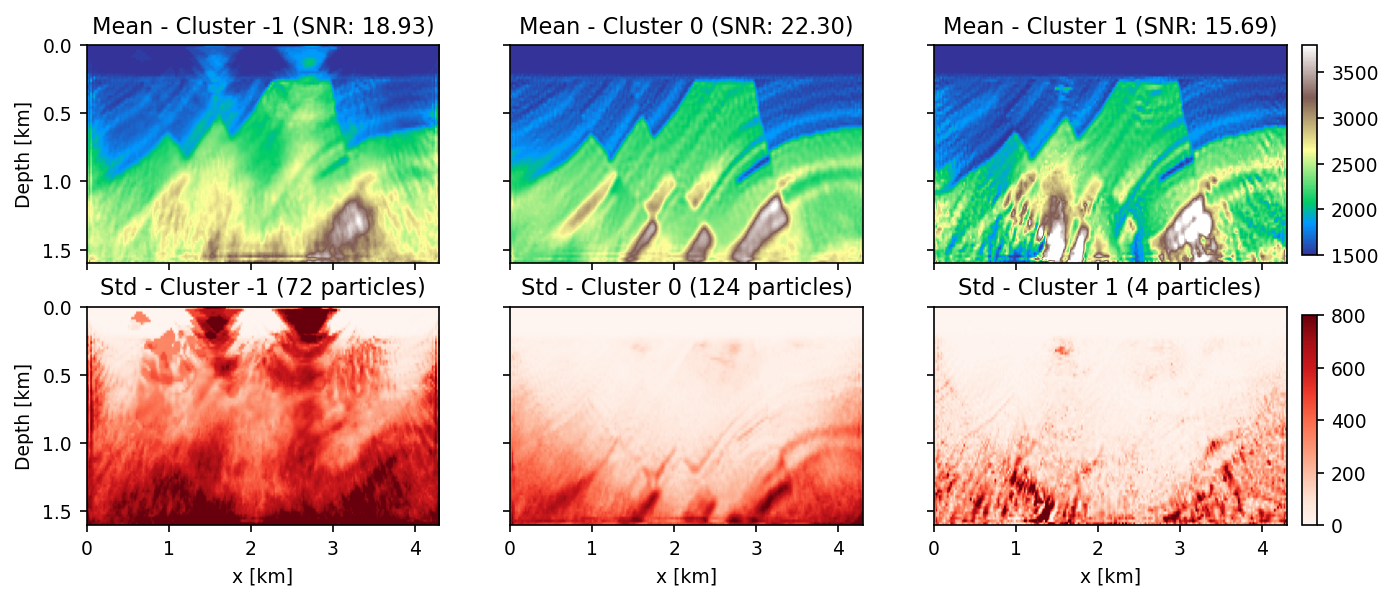 Mean - Cluster -1 (SNR: 18.93)
Mean - Cluster 0 (SNR: 22.30)
Mean - Cluster 1 (SNR: 15.69)
Depth [km]
0.0
0.5
1.0
1.5
3500
3000
2500
2000
1500
Std - Cluster -1 (72 particles)
Std - Cluster 0 (124 particles)
Std - Cluster 1 (4 particles)
Depth [km]
0.0
0.5
1.0
1.5
0 1 2 3 4
x [km]
0 1 2 3 4
x [km]
0 1 2 3 4
x [km]
800
600
400
200
0